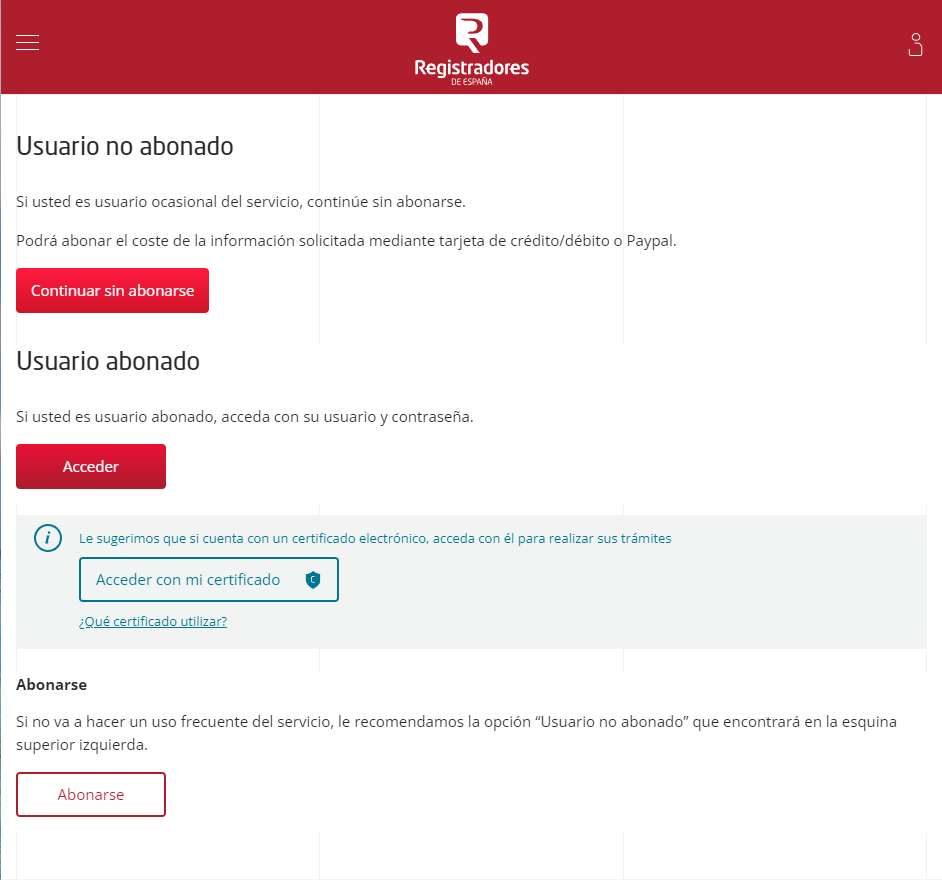 Registradores
DE ESPAÑA
Usuario no abonado
Si usted es usuario ocasional del servicio, continúe sin abonarse.
Podrá abonar el coste de la información solicitada mediante tarjeta de crédito/débito o Paypal.
Continuar sin abonarse
Usuario abonado
Si usted es usuario abonado, acceda con su usuario y contraseña.
Acceder
i
Le sugerimos que si cuenta con un certificado electrónico, acceda con él para realizar sus trámites
Acceder con mi certificado C
¿Qué certificado utilizar?
Abonarse
Si no va a hacer un uso frecuente del servicio, le recomendamos la opción “Usuario no abonado” que encontrará en la esquina
superior izquierda.
Abonarse